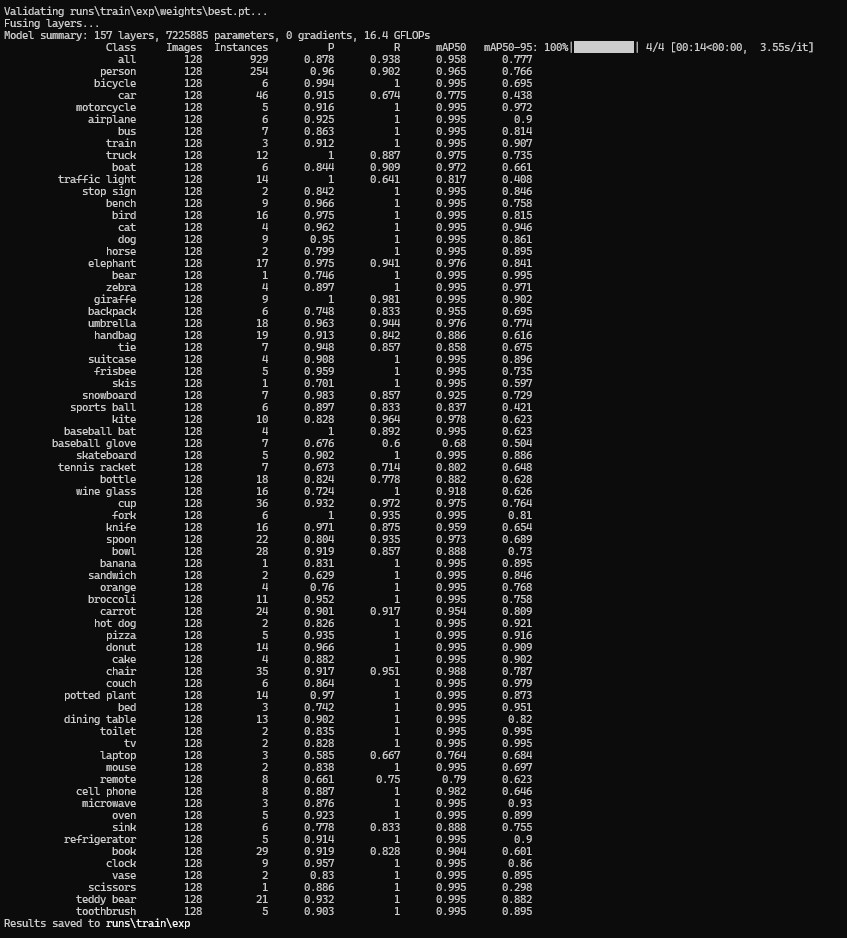 Validating runs\train\exp\weights\best.pt...
Fusing layers...
Model summary: 157 layers, 7225885 parameters, 0 gradients, 16.4 GFLOPs
Class Images Instances P R mAP50 mAP50-95: 100%|██████████| 4/4 [00:14<00:00, 3.55s/it]
all 128 929 0.878 0.938 0.958 0.777
person 128 254 0.96 0.902 0.965 0.766
bicycle 128 6 0.994 1 0.995 0.695
car 128 46 0.915 0.674 0.775 0.438
motorcycle 128 5 0.916 1 0.995 0.972
airplane 128 6 0.925 1 0.995 0.9
bus 128 7 0.863 1 0.995 0.814
train 128 3 0.912 1 0.995 0.907
truck 128 12 1 0.887 0.975 0.735
boat 128 6 0.844 0.909 0.972 0.661
traffic light 128 14 1 0.641 0.817 0.408
stop sign 128 2 0.842 1 0.995 0.846
bench 128 9 0.966 1 0.995 0.758
bird 128 16 0.975 1 0.995 0.815
cat 128 4 0.962 1 0.995 0.946
dog 128 9 0.95 1 0.995 0.861
horse 128 2 0.799 1 0.995 0.895
elephant 128 17 0.975 0.941 0.976 0.841
bear 128 1 0.746 1 0.995 0.995
zebra 128 4 0.897 1 0.995 0.971
giraffe 128 9 1 0.981 0.995 0.902
backpack 128 6 0.748 0.833 0.955 0.695
umbrella 128 18 0.963 0.944 0.976 0.774
handbag 128 19 0.913 0.842 0.886 0.616
tie 128 7 0.948 0.857 0.858 0.675
suitcase 128 4 0.908 1 0.995 0.896
frisbee 128 5 0.959 1 0.995 0.735
skis 128 1 0.701 1 0.995 0.597
snowboard 128 7 0.983 0.857 0.925 0.729
sports ball 128 6 0.897 0.833 0.837 0.421
kite 128 10 0.828 0.964 0.978 0.623
baseball bat 128 4 1 0.892 0.995 0.623
baseball glove 128 7 0.676 0.6 0.68 0.504
skateboard 128 5 0.902 1 0.995 0.886
tennis racket 128 7 0.673 0.714 0.802 0.648
bottle 128 18 0.824 0.778 0.882 0.628
wine glass 128 16 0.724 1 0.918 0.626
cup 128 36 0.932 0.972 0.975 0.764
fork 128 6 1 0.935 0.995 0.81
knife 128 16 0.971 0.875 0.959 0.654
spoon 128 22 0.804 0.935 0.973 0.689
bowl 128 28 0.919 0.857 0.888 0.73
banana 128 1 0.831 1 0.995 0.895
sandwich 128 2 0.629 1 0.995 0.846
orange 128 4 0.76 1 0.995 0.768
broccoli 128 11 0.952 1 0.995 0.758
carrot 128 24 0.901 0.917 0.954 0.809
hot dog 128 2 0.826 1 0.995 0.921
pizza 128 5 0.935 1 0.995 0.916
donut 128 14 0.966 1 0.995 0.909
cake 128 4 0.882 1 0.995 0.902
chair 128 35 0.917 0.951 0.988 0.787
couch 128 6 0.864 1 0.995 0.979
potted plant 128 14 0.97 1 0.995 0.873
bed 128 3 0.742 1 0.995 0.951
dining table 128 13 0.902 1 0.995 0.82
toilet 128 2 0.835 1 0.995 0.995
tv 128 2 0.828 1 0.995 0.995
laptop 128 3 0.585 0.667 0.764 0.684
mouse 128 2 0.838 1 0.995 0.697
remote 128 8 0.661 0.75 0.79 0.623
cell phone 128 8 0.887 1 0.982 0.646
microwave 128 3 0.876 1 0.995 0.93
oven 128 5 0.923 1 0.995 0.899
sink 128 6 0.778 0.833 0.888 0.755
refrigerator 128 5 0.914 1 0.995 0.9
book 128 29 0.919 0.828 0.904 0.601
clock 128 9 0.957 1 0.995 0.86
vase 128 2 0.83 1 0.995 0.895
scissors 128 1 0.886 1 0.995 0.298
teddy bear 128 21 0.932 1 0.995 0.882
toothbrush 128 5 0.903 1 0.995 0.895
Results saved to runs\train\exp